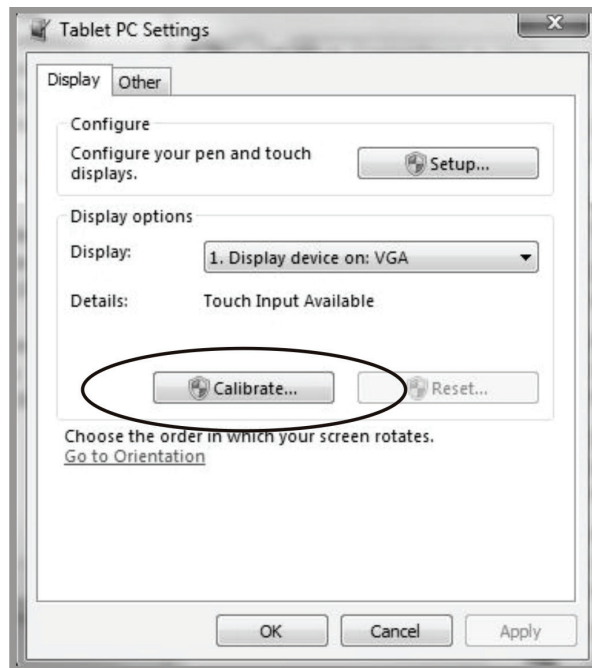 Tablet PC Settings
Display Other
Configure
Configure your pen and touch
displays.
Setup...
Display options
Display:
1. Display device on: VGA
Details:
Touch Input Available
Calibrate...
Reset...
Choose the order in which your screen rotates.
Go to Orientation
OK Cancel Apply